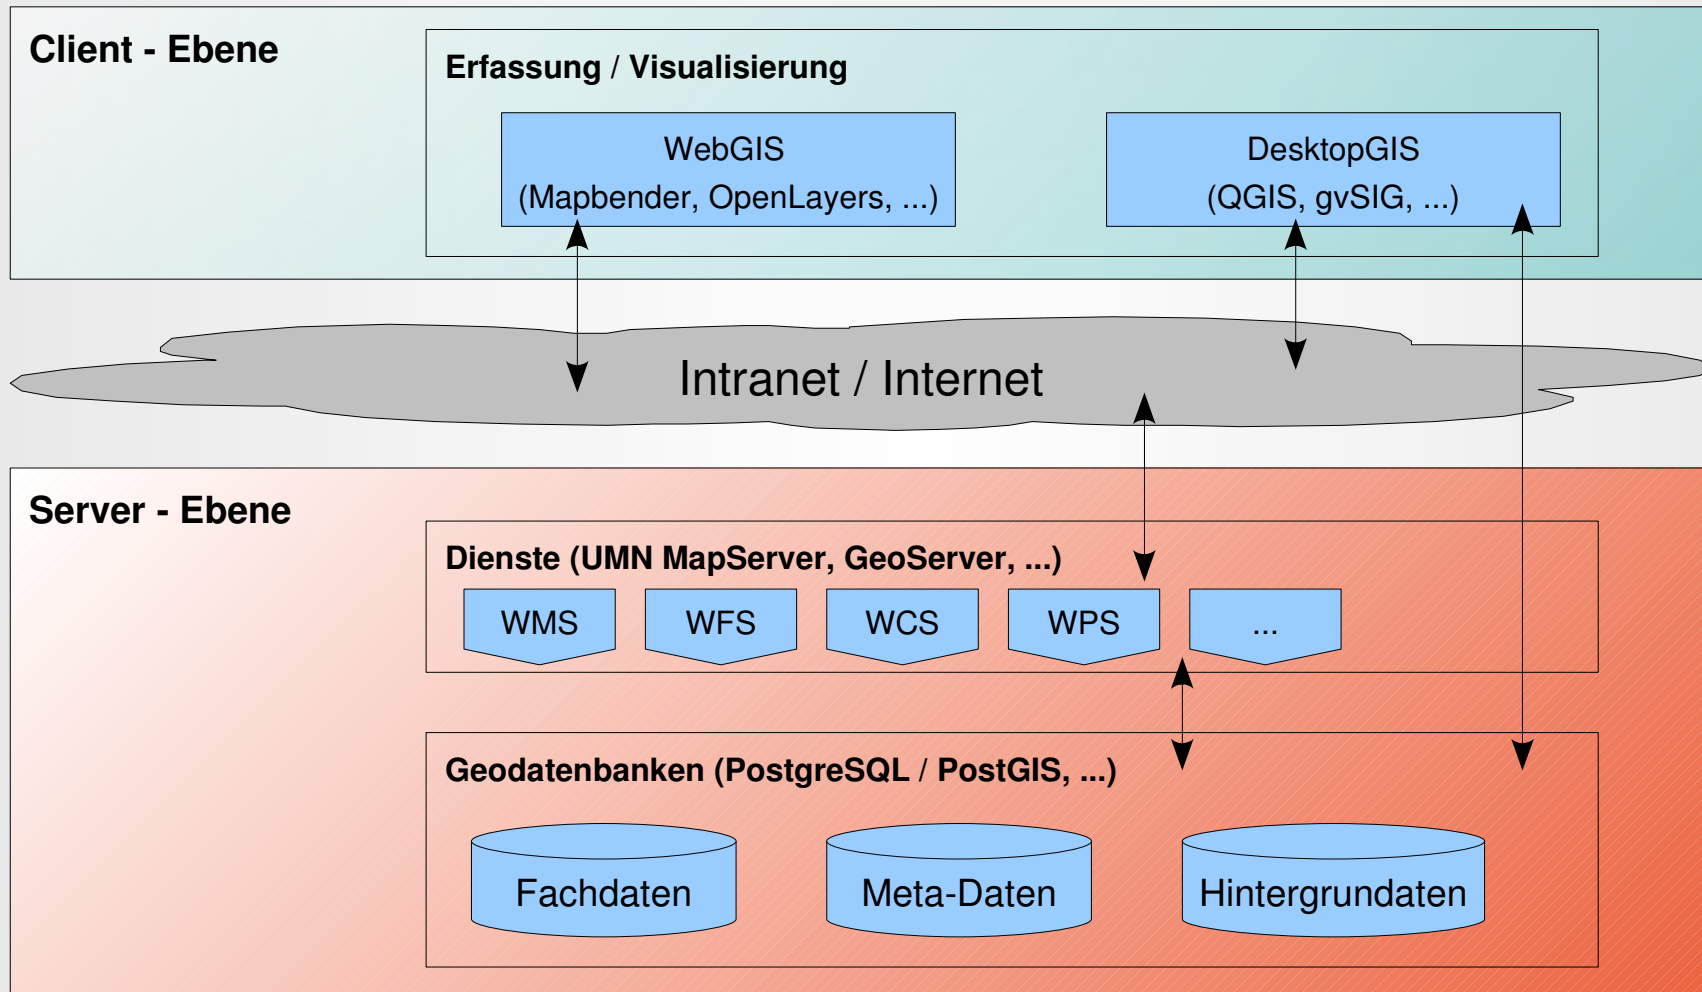 Client - Ebene
Erfassung / Visualisierung
WebGIS
(Mapbender, OpenLayers, ...)
DesktopGIS
(QGIS, gvSIG, ...)
Intranet / Internet
Server - Ebene
Dienste (UMN MapServer, GeoServer, ...)
WMS
WFS
WCS
WPS
...
Geodatenbanken (PostgreSQL / PostGIS, ...)
Fachdaten
Meta-Daten
Hintergrundaten